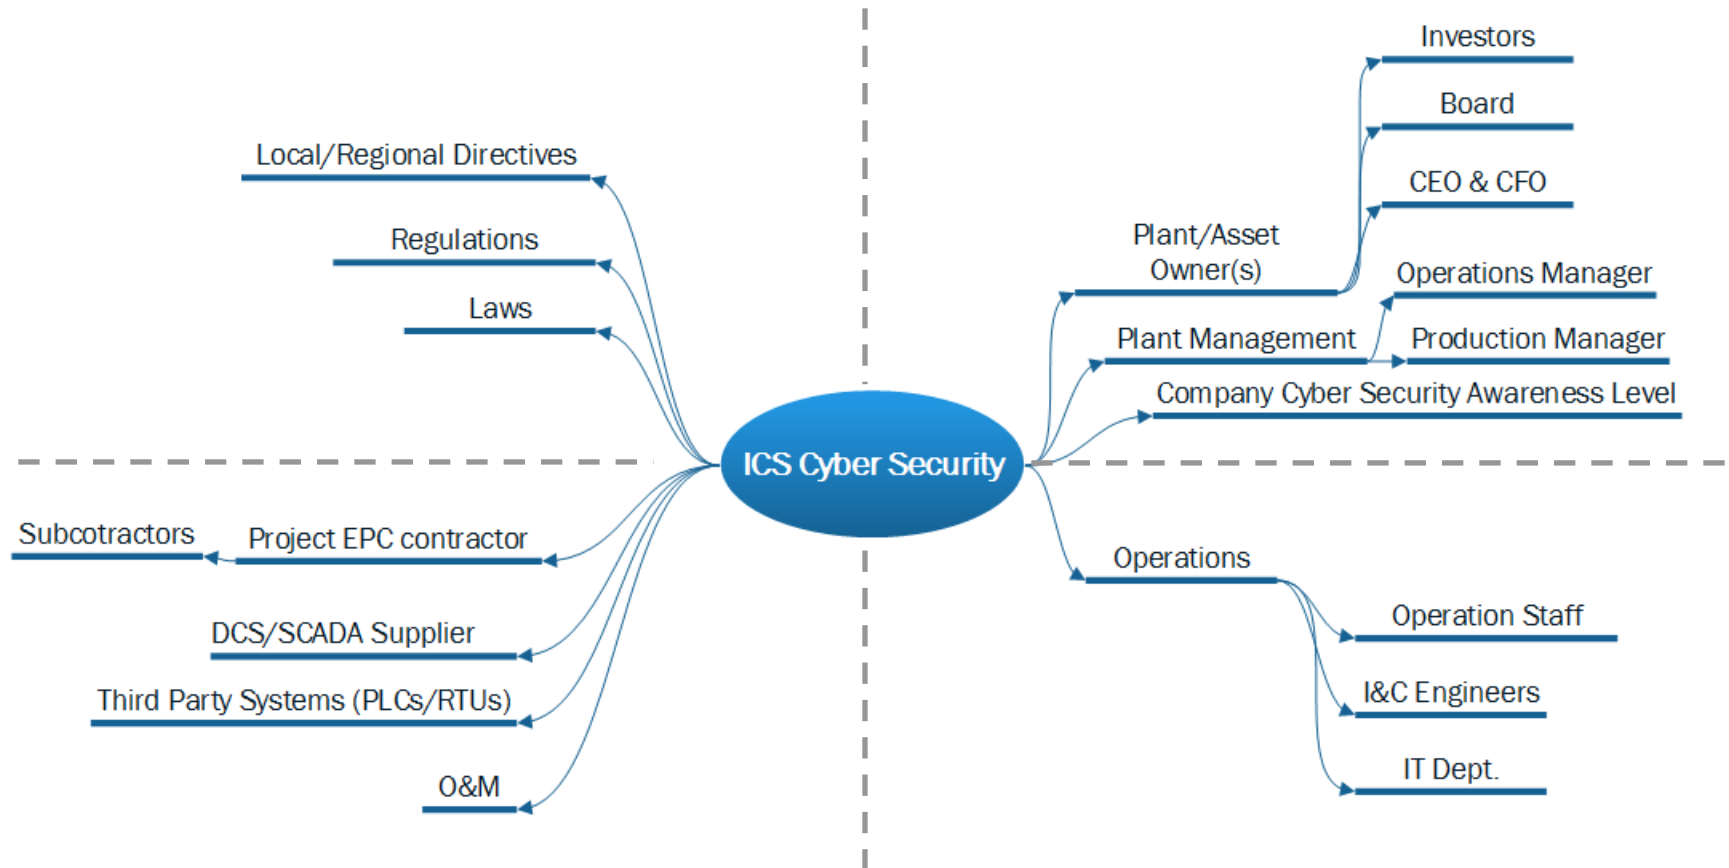 Local/Regional Directives
Regulations
Laws
ICS Cyber Security
Investors
Board
CEO & CFO
Plant/Asset
Owner(s)
Operations Manager
Plant Management
Production Manager
Company Cyber Security Awareness Level
Subcotractors
Project EPC contractor
DCS/SCADA Supplier
Third Party Systems (PLCs/RTUs)
O&M
Operations
Operation Staff
I&C Engineers
IT Dept.